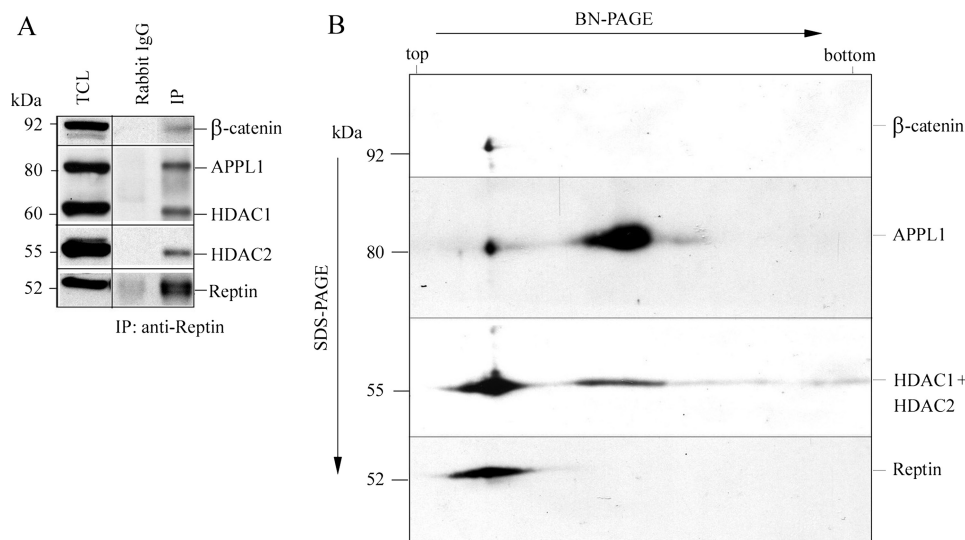 A
kDa
TCL
Rabbit IgG
IP
92
β-catenin
80
APPL1
60
HDAC1
55
HDAC2
52
Reptin
IP: anti-Reptin
B
BN-PAGE
top
bottom
kDa
SDS-PAGE
92
β-catenin
80
APPL1
55
HDAC1+
HDAC2
52
Reptin